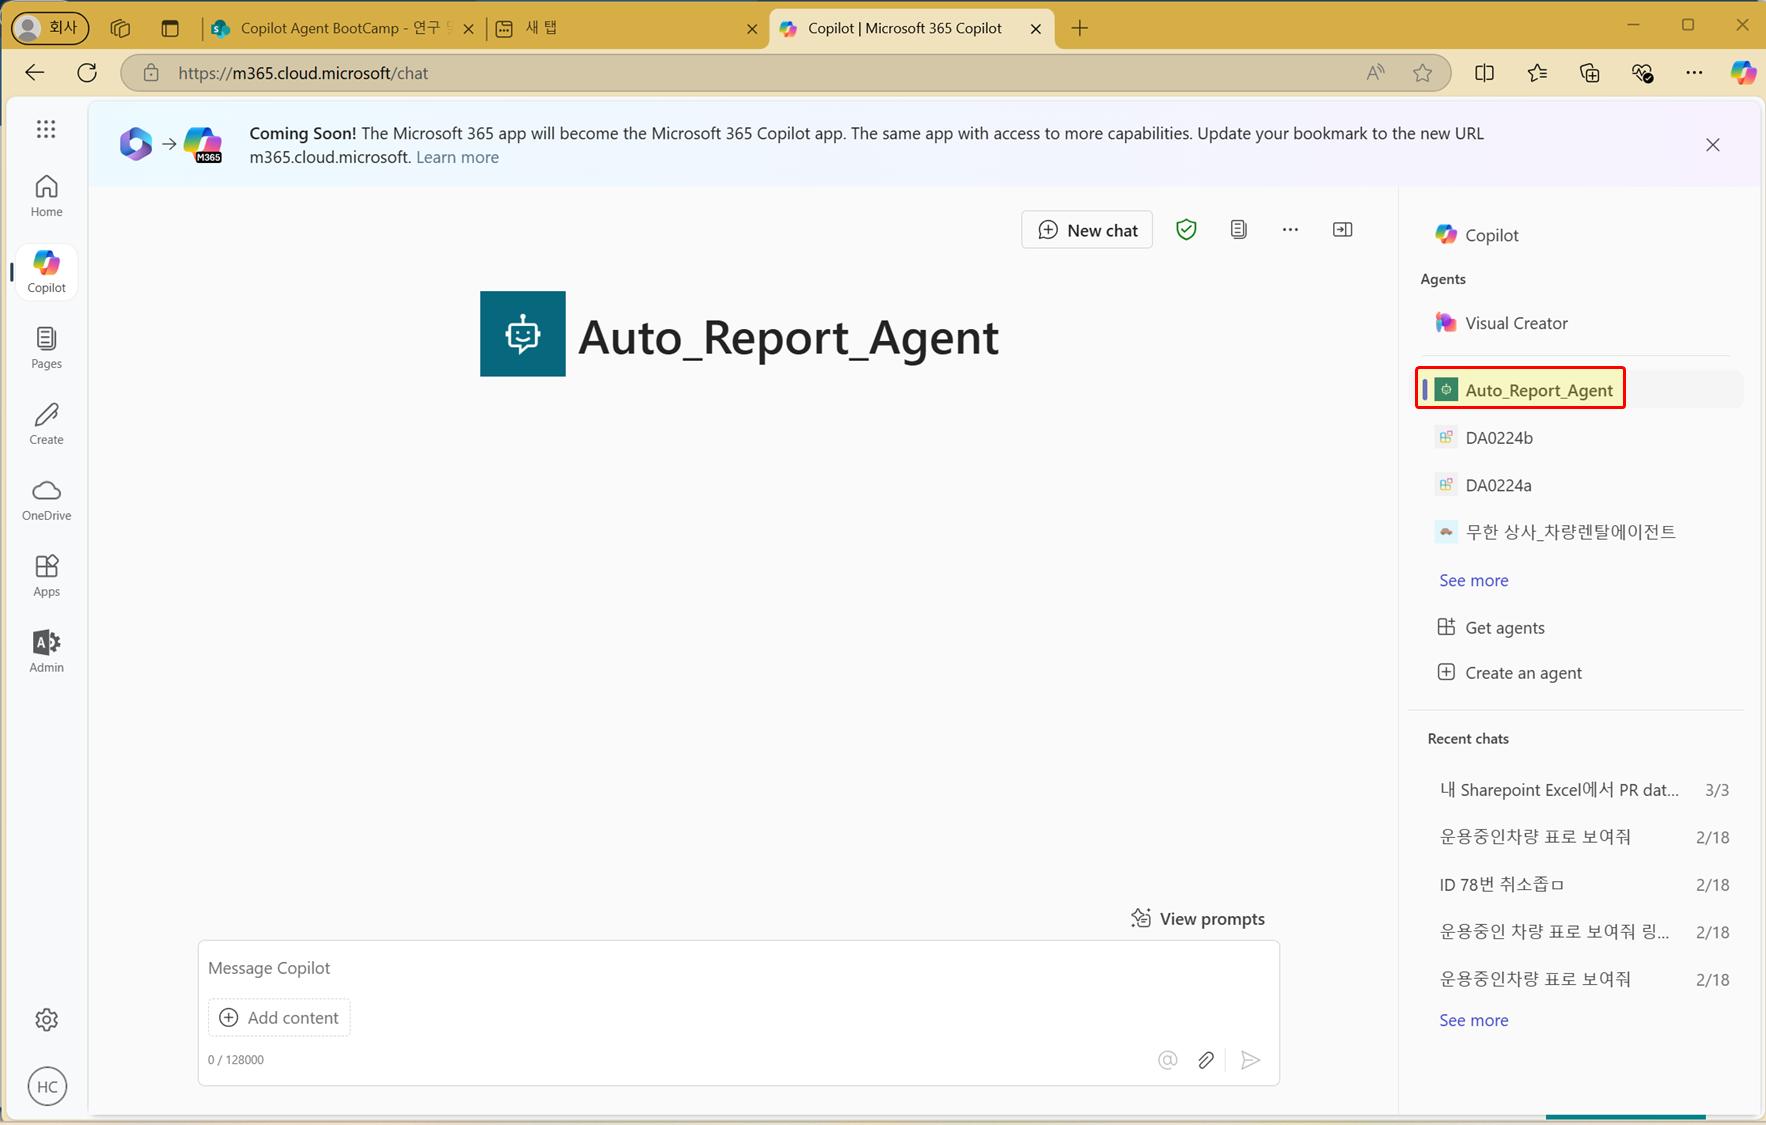 회사
Copilot Agent BootCamp - 연구 및
새 탭
Copilot | Microsoft 365 Copilot
https://m365.cloud.microsoft/chat
Coming Soon! The Microsoft 365 app will become the Microsoft 365 Copilot app. The same app with access to more capabilities. Update your bookmark to the new URL
m365.cloud.microsoft. Learn more
M365
Home
Copilot
Pages
Create
OneDrive
Apps
Admin
HC
New chat
Auto_Report_Agent
View prompts
Message Copilot
Add content
0 / 128000
Copilot
Agents
Visual Creator
Auto_Report_Agent
DA0224b
DA0224a
무한 상사_차량렌탈에이전트
See more
Get agents
Create an agent
Recent chats
내 Sharepoint Excel에서 PR dat... 3/3
운용중인차량 표로 보여줘 2/18
ID 78번 취소좁ㅁ 2/18
운용중인 차량 표로 보여줘 링... 2/18
운용중인차량 표로 보여줘 2/18
See more